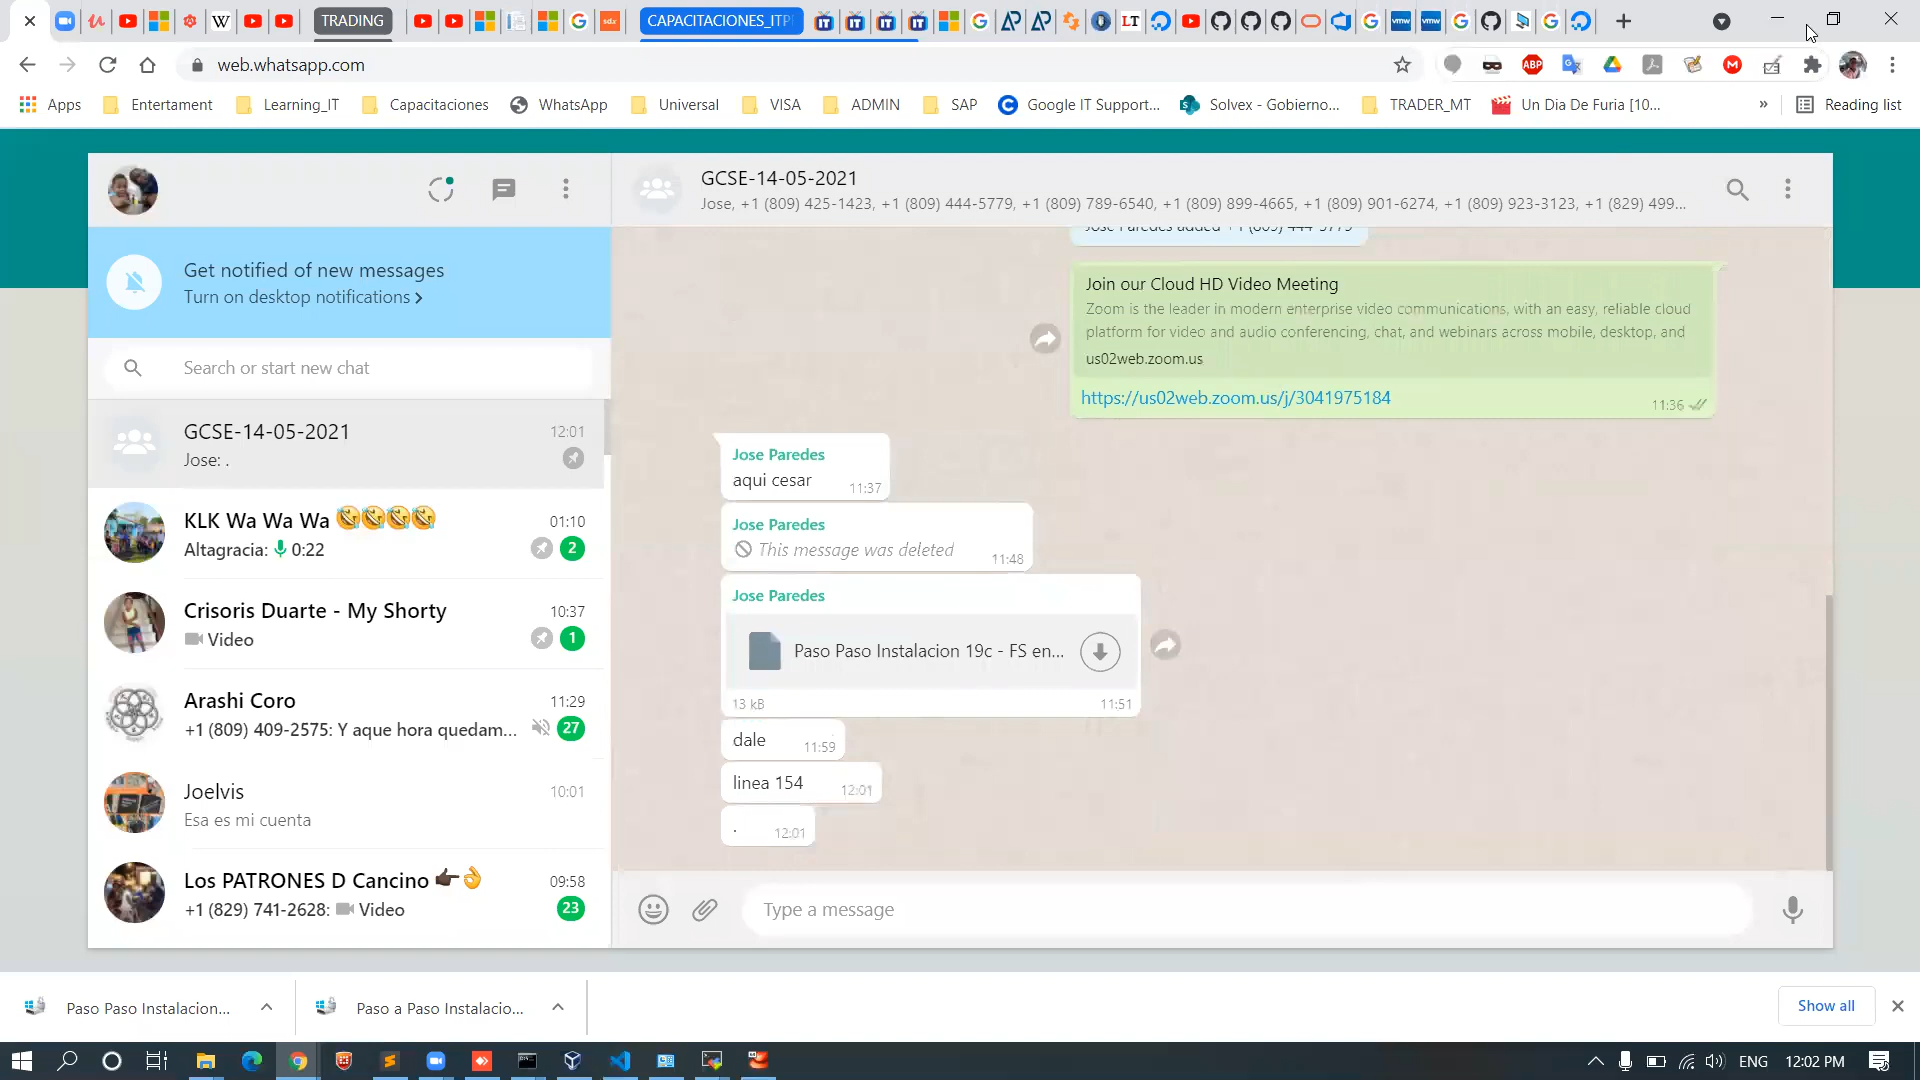 TRADING
CAPACITACIONES_ITP
web.whatsapp.com
Apps
Entertament
Learning_IT
Capacitaciones
WhatsApp
Universal
VISA
ADMIN
SAP
Google IT Support...
Solvex - Gobierno...
TRADER_MT
Un Dia De Furia [10...
»
Reading list
GCSE-14-05-2021
Jose, +1 (809) 425-1423, +1 (809) 444-5779, +1 (809) 789-6540, +1 (809) 899-4665, +1 (809) 901-6274, +1 (809) 923-3123, +1 (829) 499...
Get notified of new messages
Turn on desktop notifications >
Search or start new chat
GCSE-14-05-2021
12:01
Jose: .
KLK Wa Wa Wa 🤣🤣🤣🤣
01:10
Altagracia: 0:22
2
Crisoris Duarte - My Shorty
10:37
Video
1
Arashi Coro
11:29
+1 (809) 409-2575: Y aque hora quedam...
27
Joelvis
10:01
Esa es mi cuenta
Los PATRONES D Cancino 👉🏿👌
09:58
+1 (829) 741-2628: Video
23
Jose Paredes added +1 (809) 444-5779
Join our Cloud HD Video Meeting
Zoom is the leader in modern enterprise video communications, with an easy, reliable cloud
platform for video and audio conferencing, chat, and webinars across mobile, desktop, and
us02web.zoom.us
https://us02web.zoom.us/j/3041975184
11:36
Jose Paredes
aqui cesar
11:37
Jose Paredes
This message was deleted
11:48
Jose Paredes
Paso Paso Instalacion 19c - FS en...
13 kB
11:51
dale
11:59
linea 154
12:01
.
12:01
Type a message
Paso Paso Instalacion....
Paso a Paso Instalacio...
Show all
ENG
12:02 PM